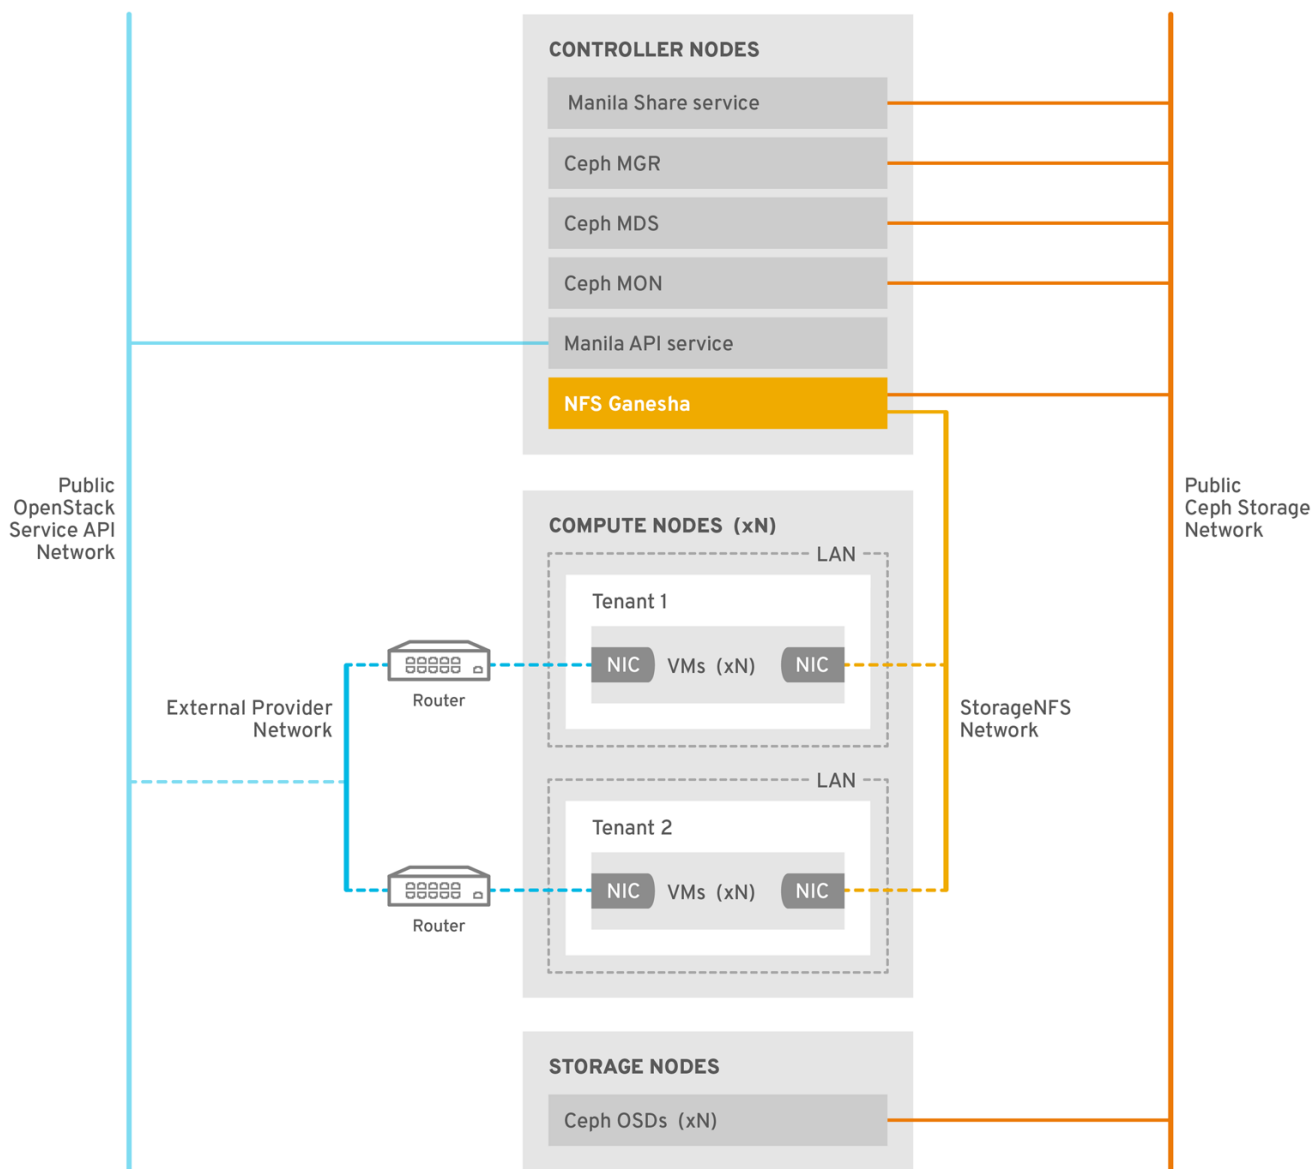 CONTROLLER NODES
Manila Share service
Ceph MGR
Ceph MDS
Ceph MON
Manila API service
NFS Ganesha
Public
OpenStack
Service API
Network
Public
Ceph Storage
Network
COMPUTE NODES (xN)
LAN
Tenant 1
NIC VMs (xN) NIC
Router
External Provider
Network
StorageNFS
Network
LAN
Tenant 2
NIC VMs (xN) NIC
Router
STORAGE NODES
Ceph OSDs (xN)